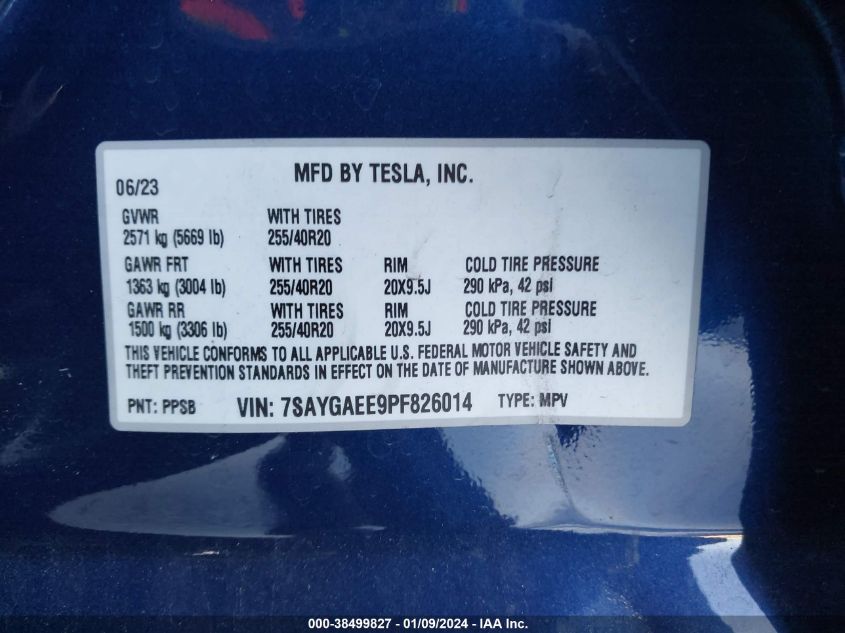 MFD BY TESLA, INC.
06/23
GVWR WITH TIRES
2571 kg (5669 lb) 255/40R20
GAWR FRT WITH TIRES RIM COLD TIRE PRESSURE
1363 kg (3004 lb) 255/40R20 20X9.5J 290 kPa, 42 psi
GAWR RR WITH TIRES RIM COLD TIRE PRESSURE
1500 kg (3306 lb) 255/40R20 20X9.5J 290 kPa, 42 psi
THIS VEHICLE CONFORMS TO ALL APPLICABLE U.S. FEDERAL MOTOR VEHICLE SAFETY AND
THEFT PREVENTION STANDARDS IN EFFECT ON THE DATE OF MANUFACTURE SHOWN ABOVE.
PNT: PPSB VIN: 7SAYGAEE9PF826014 TYPE: MPV
000-38499827 - 01/09/2024 - IAA Inc.